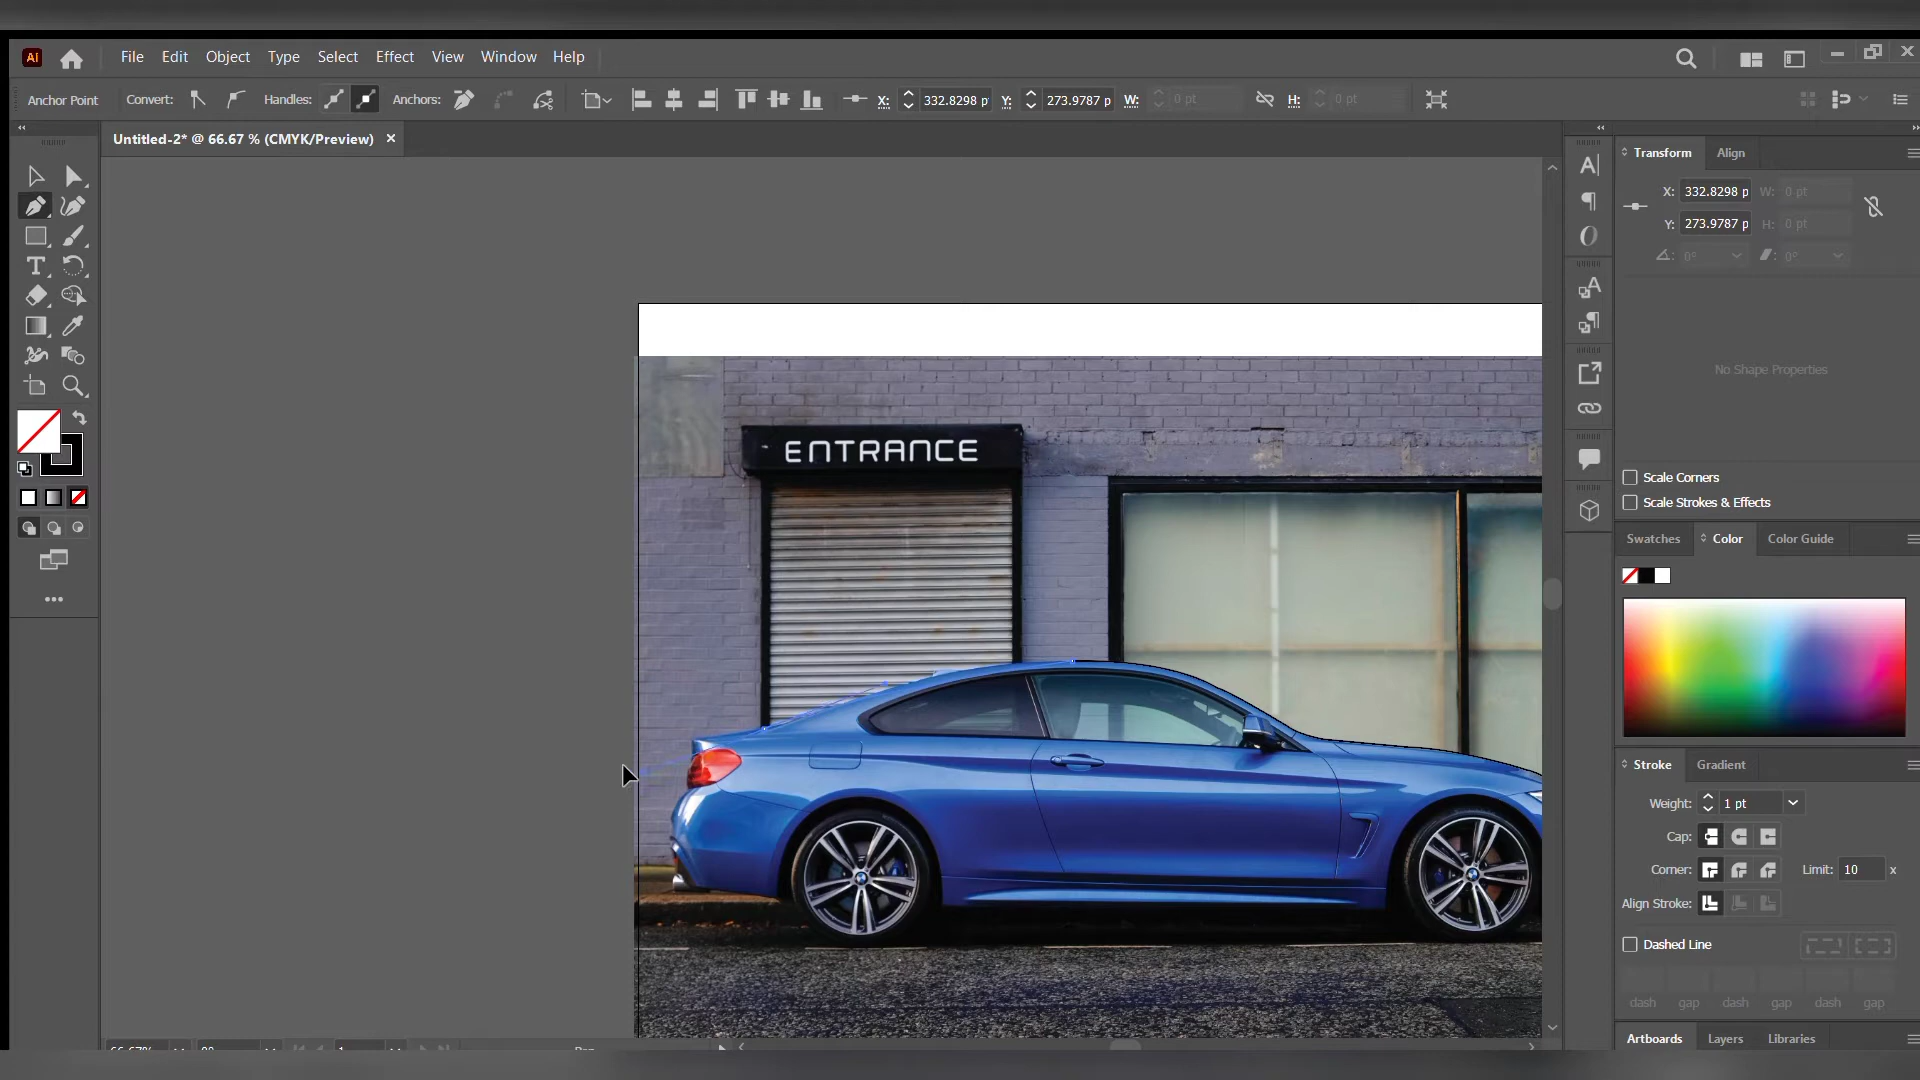 Ai File Edit Object Type Select Effect View Window Help
Anchor Point Convert: Handles: Anchors: X: 332.8298 p Y: 273.9787 p W: 0 pt H: 0 pt
Untitled-2* @ 66.67 % (CMYK/Preview)
Transform Align
X: 332.8298 p W: 0 pt
Y: 273.9787 p H: 0 pt
0° 0°
No Shape Properties
ENTRANCE
Scale Corners
Scale Strokes & Effects
Swatches Color Color Guide
Stroke Gradient
Weight: 1 pt
Cap:
Corner: Limit: 10 x
Align Stroke:
Dashed Line
dash gap dash gap dash gap
Artboards Layers Libraries